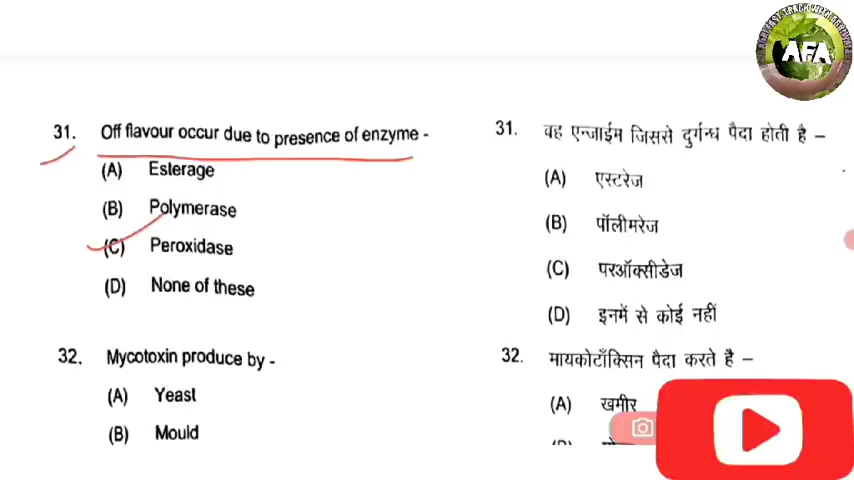 AFA
31. Off flavour occur due to presence of enzyme -
(A) Esterage
(B) Polymerase
(C) Peroxidase
(D) None of these
32. Mycotoxin produce by -
(A) Yeast
(B) Mould
31. वह एन्जाईम जिससे दुर्गन्ध पैदा होती है –
(A) एस्टरेज
(B) पॉलीमरेज
(C) परऑक्सीडेज
(D) इनमें से कोई नहीं
32. मायकोटॉंक्सिन पैदा करते है –
(A) खमीर